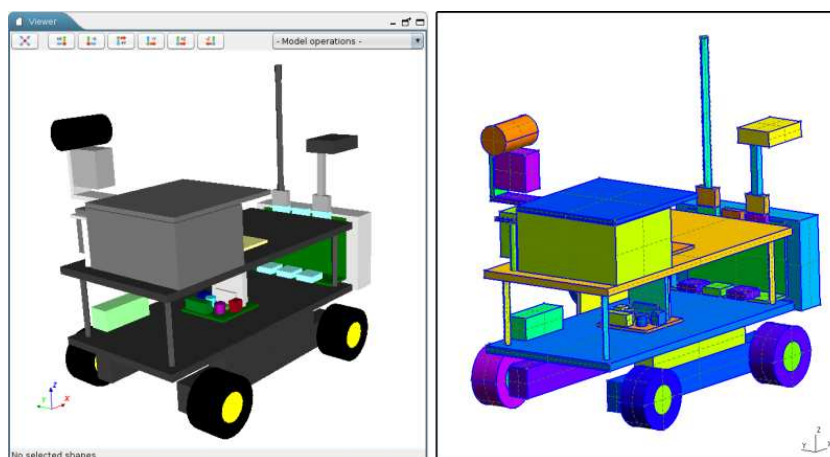 Viewer
- Model operations -
No selected shapes
Z
Y
X
Z
Y
X